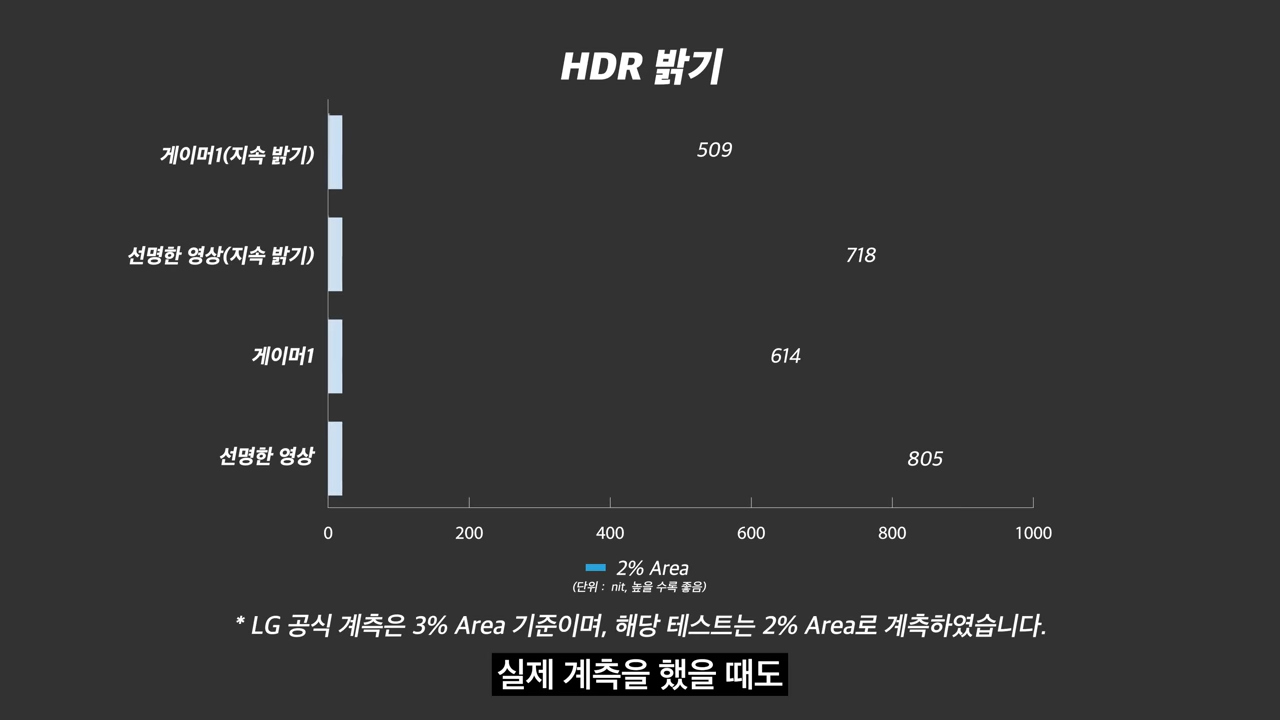 HDR 밝기
게이머1(지속 밝기) 509
선명한 영상(지속 밝기) 718
게이머1 614
선명한 영상 805
0 200 400 600 800 1000
2% Area
(단위 : nit, 높을 수록 좋음)
* LG 공식 계측은 3% Area 기준이며, 해당 테스트는 2% Area로 계측하였습니다.
실제 계측을 했을 때도